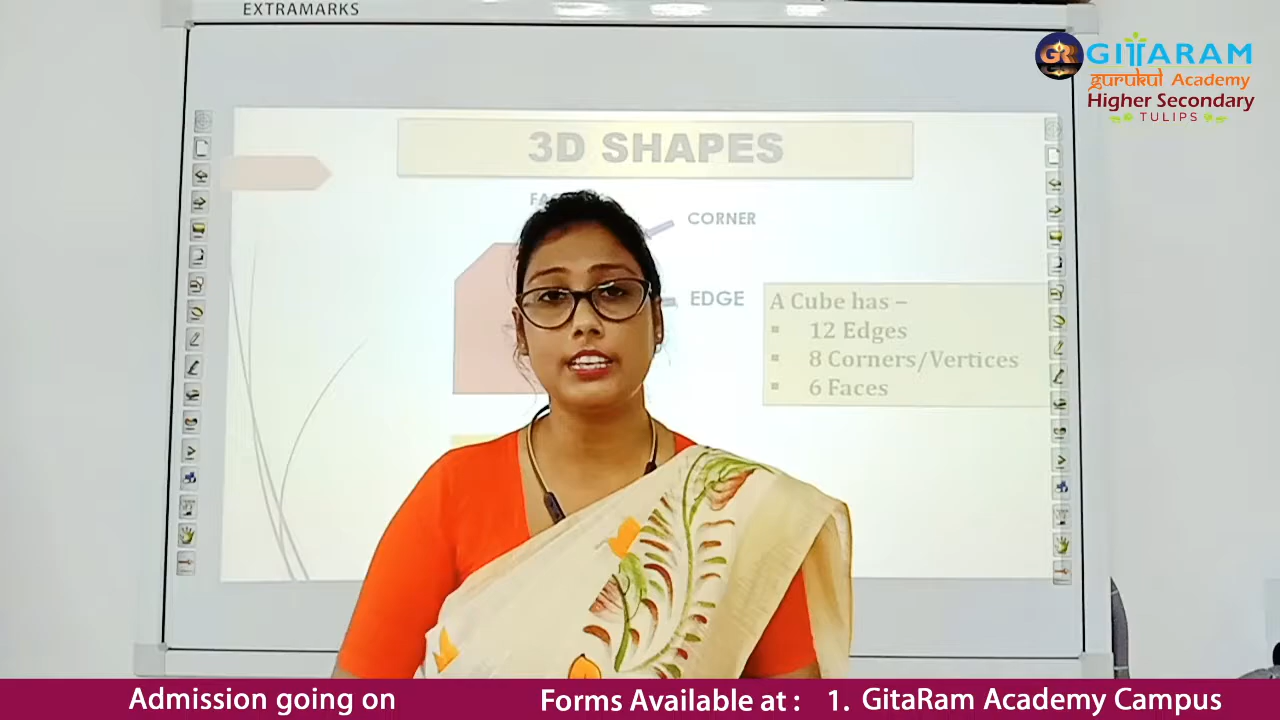 EXTRAMARKS
GITARAM
gurukul Academy
Higher Secondary
TULIPS
GR
3D SHAPES
CORNER
EDGE
A Cube has –
▪ 12 Edges
▪ 8 Corners/Vertices
▪ 6 Faces
Admission going on Forms Available at : 1. GitaRam Academy Campus